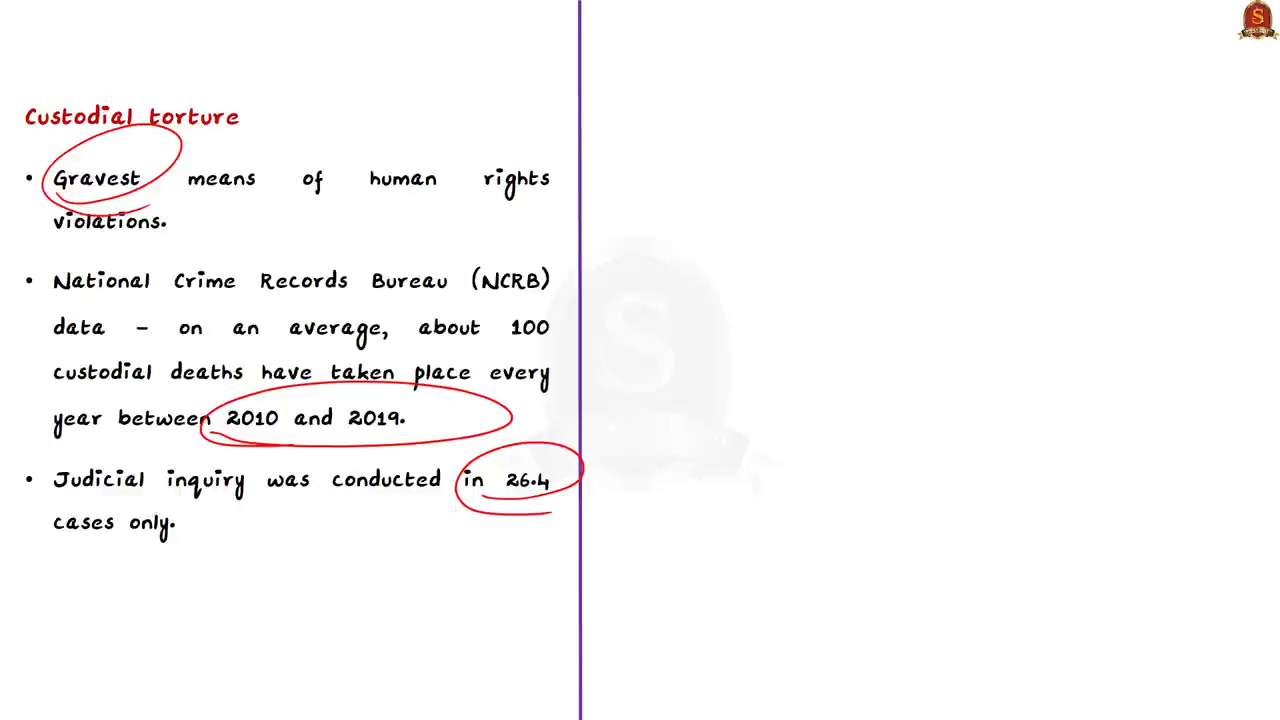 Custodial torture
• Gravest means of human rights
violations.
• National Crime Records Bureau (NCRB)
data – on an average, about 100
custodial deaths have taken place every
year between 2010 and 2019.
• Judicial inquiry was conducted in 26.4
cases only.
S
S